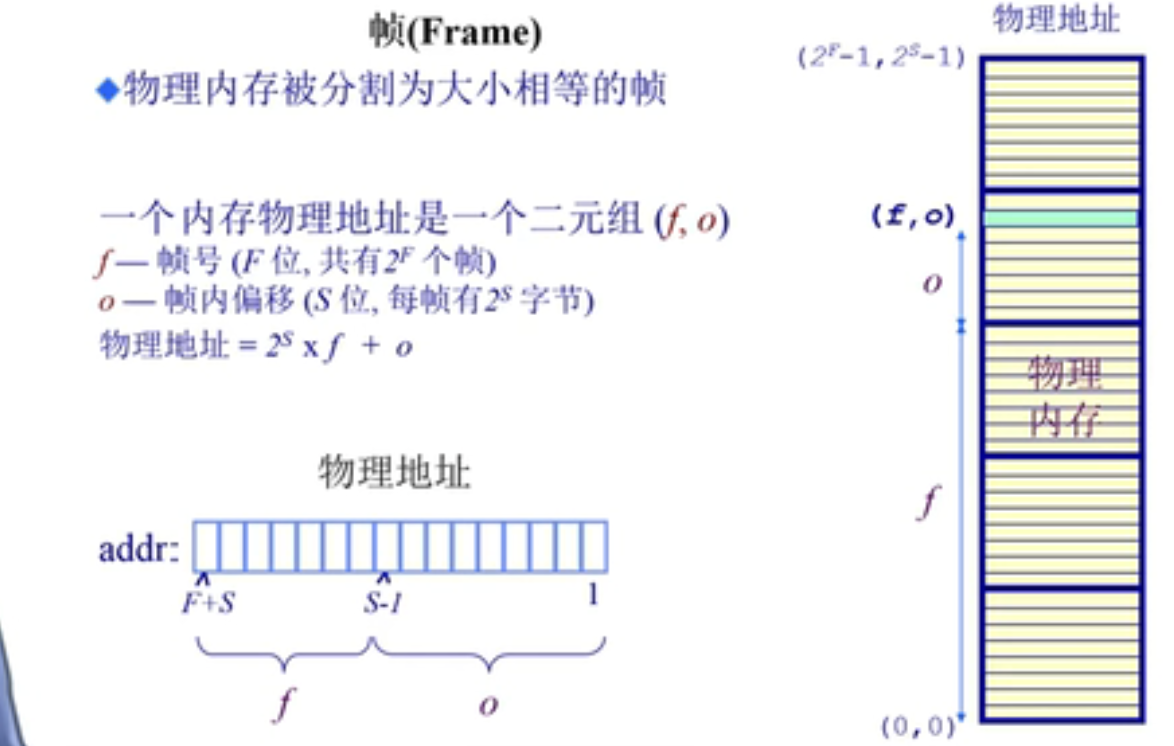 帧(Frame)
◆物理内存被分割为大小相等的帧
一个内存物理地址是一个二元组 (f, o)
f — 帧号 (F 位, 共有2^F 个帧)
o — 帧内偏移 (S 位, 每帧有2^S 字节)
物理地址 = 2^S x f + o
物理地址
addr:
F+S S-1 1
f o
物理地址
(2^F-1,2^S-1)
(f,o)
o
物理
内存
f
(0,0)